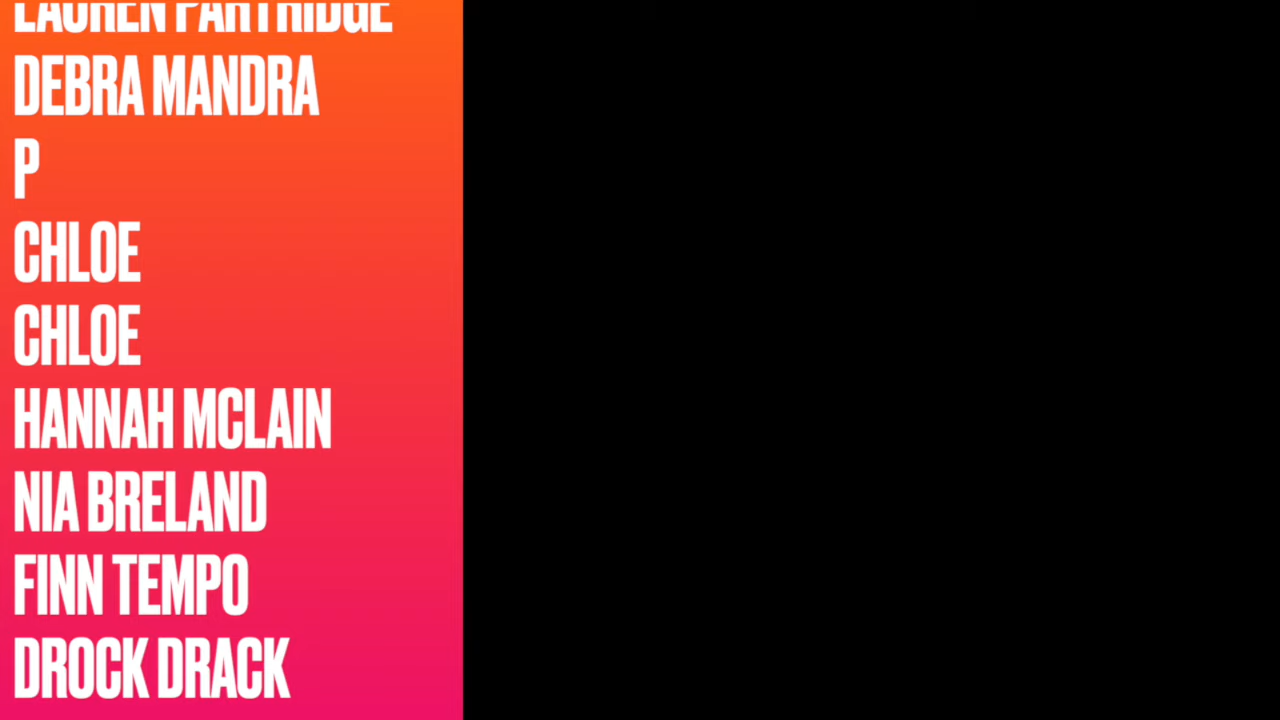 LAUREN PARTRIDGE
DEBRA MANDRA
P
CHLOE
CHLOE
HANNAH MCLAIN
NIA BRELAND
FINN TEMPO
DROCK DRACK